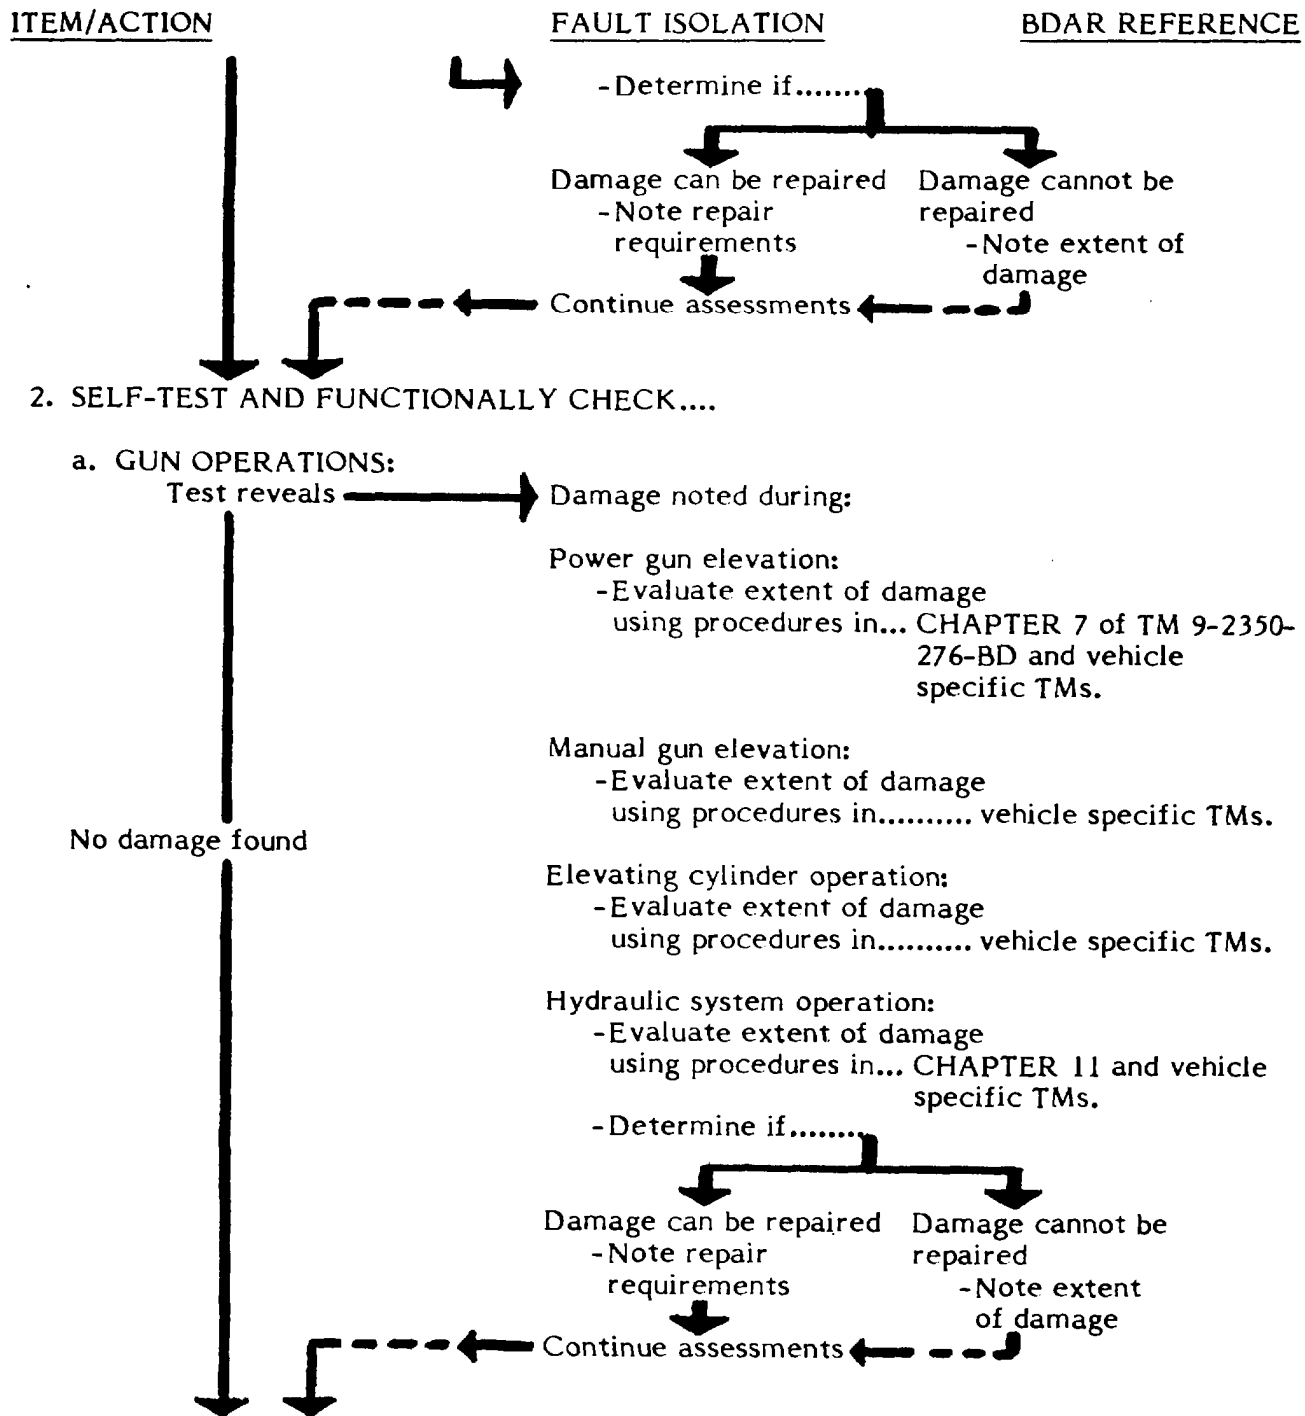 ITEM/ACTION FAULT ISOLATION BDAR REFERENCE
-Determine if........
Damage can be repaired Damage cannot be
-Note repair repaired
requirements -Note extent of
damage
Continue assessments
2. SELF-TEST AND FUNCTIONALLY CHECK....
a. GUN OPERATIONS:
Test reveals Damage noted during:
Power gun elevation:
-Evaluate extent of damage
using procedures in... CHAPTER 7 of TM 9-2350-
276-BD and vehicle
specific TMs.
Manual gun elevation:
-Evaluate extent of damage
using procedures in.......... vehicle specific TMs.
No damage found
Elevating cylinder operation:
-Evaluate extent of damage
using procedures in.......... vehicle specific TMs.
Hydraulic system operation:
-Evaluate extent of damage
using procedures in... CHAPTER 11 and vehicle
specific TMs.
-Determine if........
Damage can be repaired Damage cannot be
-Note repair repaired
requirements -Note extent
of damage
Continue assessments